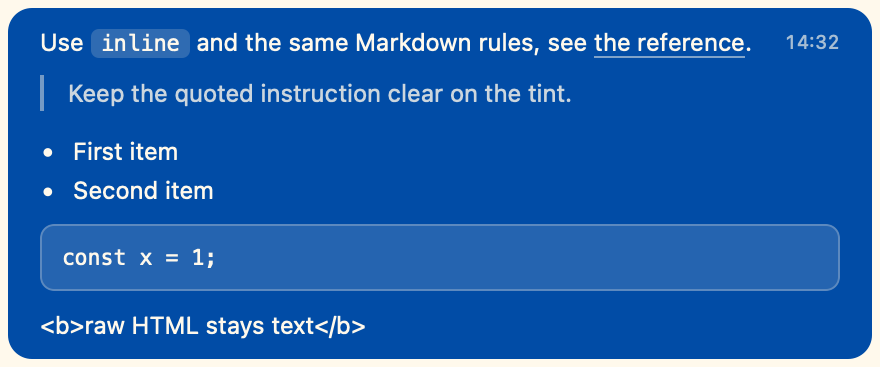 Use inline and the same Markdown rules, see the reference. 14:32
Keep the quoted instruction clear on the tint.
• First item
• Second item
const x = 1;
<b>raw HTML stays text</b>